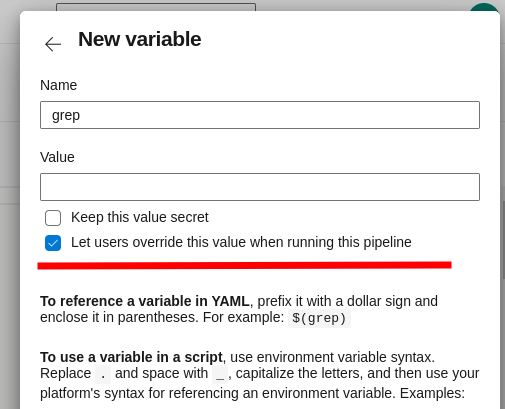 New variable
Name
grep
Value
Keep this value secret
Let users override this value when running this pipeline
To reference a variable in YAML, prefix it with a dollar sign and
enclose it in parentheses. For example: $(grep)
To use a variable in a script, use environment variable syntax.
Replace . and space with _, capitalize the letters, and then use your
platform's syntax for referencing an environment variable. Examples: